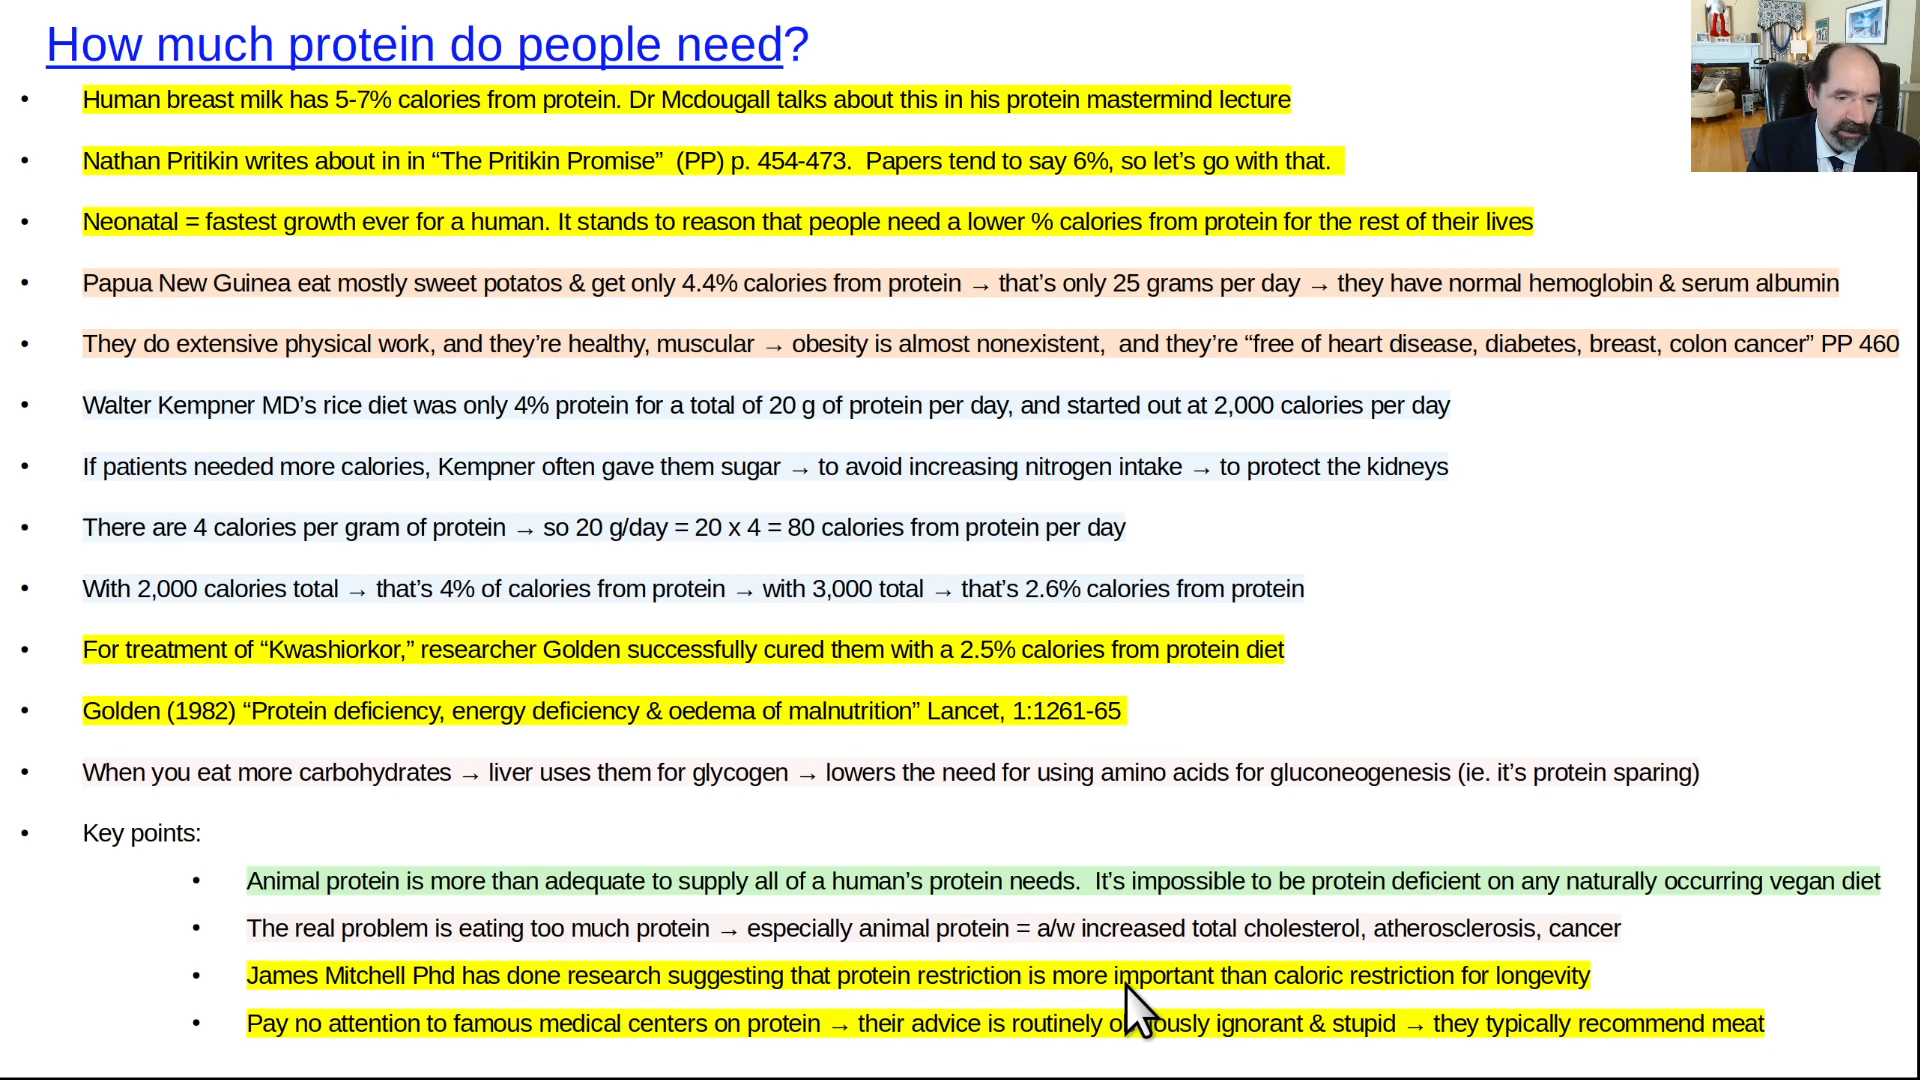 How much protein do people need?
• Human breast milk has 5-7% calories from protein. Dr Mcdougall talks about this in his protein mastermind lecture
• Nathan Pritikin writes about in in “The Pritikin Promise” (PP) p. 454-473. Papers tend to say 6%, so let’s go with that.
• Neonatal = fastest growth ever for a human. It stands to reason that people need a lower % calories from protein for the rest of their lives
• Papua New Guinea eat mostly sweet potatos & get only 4.4% calories from protein → that’s only 25 grams per day → they have normal hemoglobin & serum albumin
• They do extensive physical work, and they’re healthy, muscular → obesity is almost nonexistent, and they’re “free of heart disease, diabetes, breast, colon cancer” PP 460
• Walter Kempner MD’s rice diet was only 4% protein for a total of 20 g of protein per day, and started out at 2,000 calories per day
• If patients needed more calories, Kempner often gave them sugar → to avoid increasing nitrogen intake → to protect the kidneys
• There are 4 calories per gram of protein → so 20 g/day = 20 x 4 = 80 calories from protein per day
• With 2,000 calories total → that’s 4% of calories from protein → with 3,000 total → that’s 2.6% calories from protein
• For treatment of “Kwashiorkor,” researcher Golden successfully cured them with a 2.5% calories from protein diet
• Golden (1982) “Protein deficiency, energy deficiency & oedema of malnutrition” Lancet, 1:1261-65
• When you eat more carbohydrates → liver uses them for glycogen → lowers the need for using amino acids for gluconeogenesis (ie. it’s protein sparing)
• Key points:
• Animal protein is more than adequate to supply all of a human’s protein needs. It’s impossible to be protein deficient on any naturally occurring vegan diet
• The real problem is eating too much protein → especially animal protein = a/w increased total cholesterol, atherosclerosis, cancer
• James Mitchell Phd has done research suggesting that protein restriction is more important than caloric restriction for longevity
• Pay no attention to famous medical centers on protein → their advice is routinely ignorant & stupid → they typically recommend meat